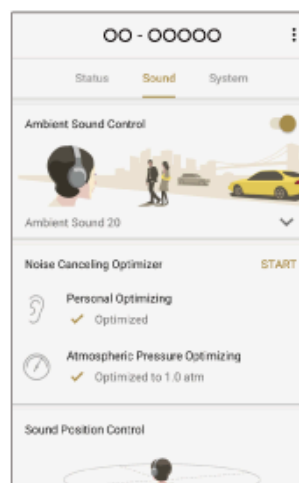 OO - OOOOO
Status Sound System
Ambient Sound Control
Ambient Sound 20
Noise Canceling Optimizer START
Personal Optimizing
Optimized
Atmospheric Pressure Optimizing
Optimized to 1.0 atm
Sound Position Control